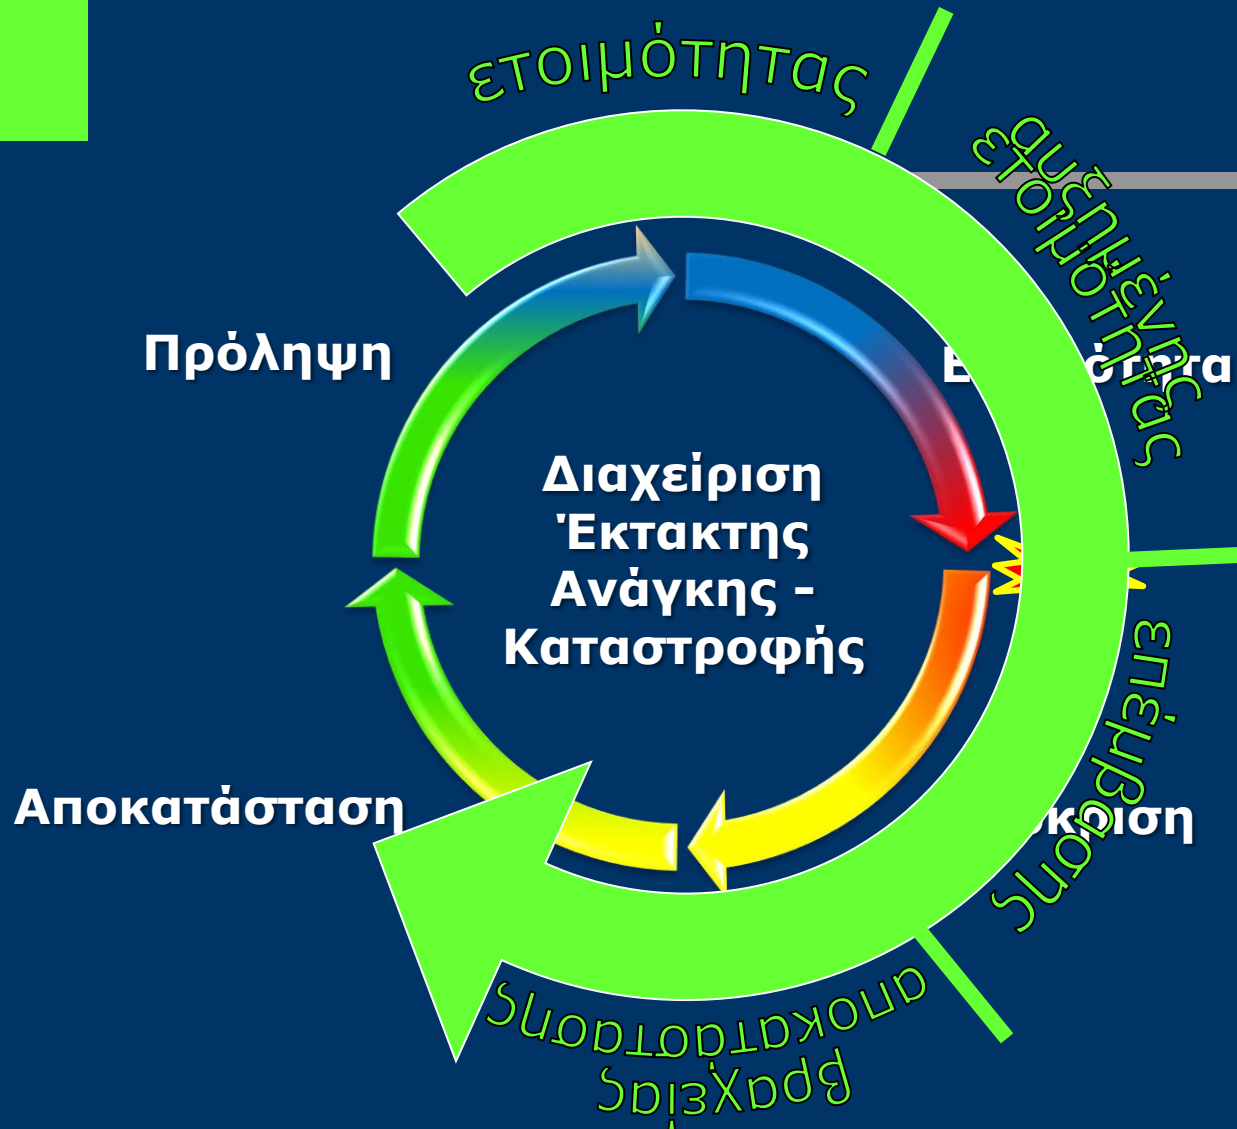 ετοιμότητας
αυξημένης
ετοιμότητας
Πρόληψη
Διαχείριση
Έκτακτης
Ανάγκης –
Καταστροφής
επέμβασης
Αποκατάσταση
αποκατάστασης
βραχείας